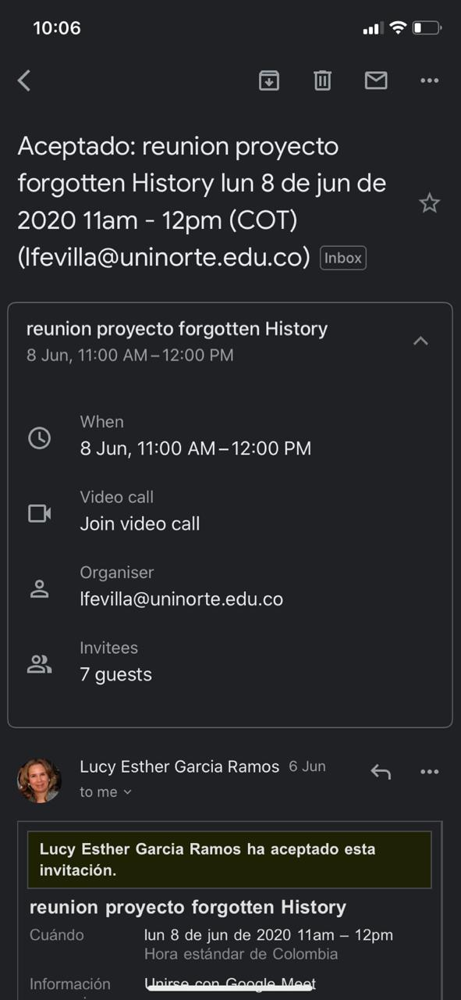 10:06
Aceptado: reunion proyecto
forgotten History lun 8 de jun de
2020 11am - 12pm (COT)
(lfevilla@uninorte.edu.co) Inbox
reunion proyecto forgotten History
8 Jun, 11:00 AM – 12:00 PM
When
8 Jun, 11:00 AM – 12:00 PM
Video call
Join video call
Organiser
lfevilla@uninorte.edu.co
Invitees
7 guests
Lucy Esther Garcia Ramos 6 Jun
to me
Lucy Esther Garcia Ramos ha aceptado esta
invitación.
reunion proyecto forgotten History
Cuándo lun 8 de jun de 2020 11am – 12pm
Hora estándar de Colombia
Información Unirse con Google Meet